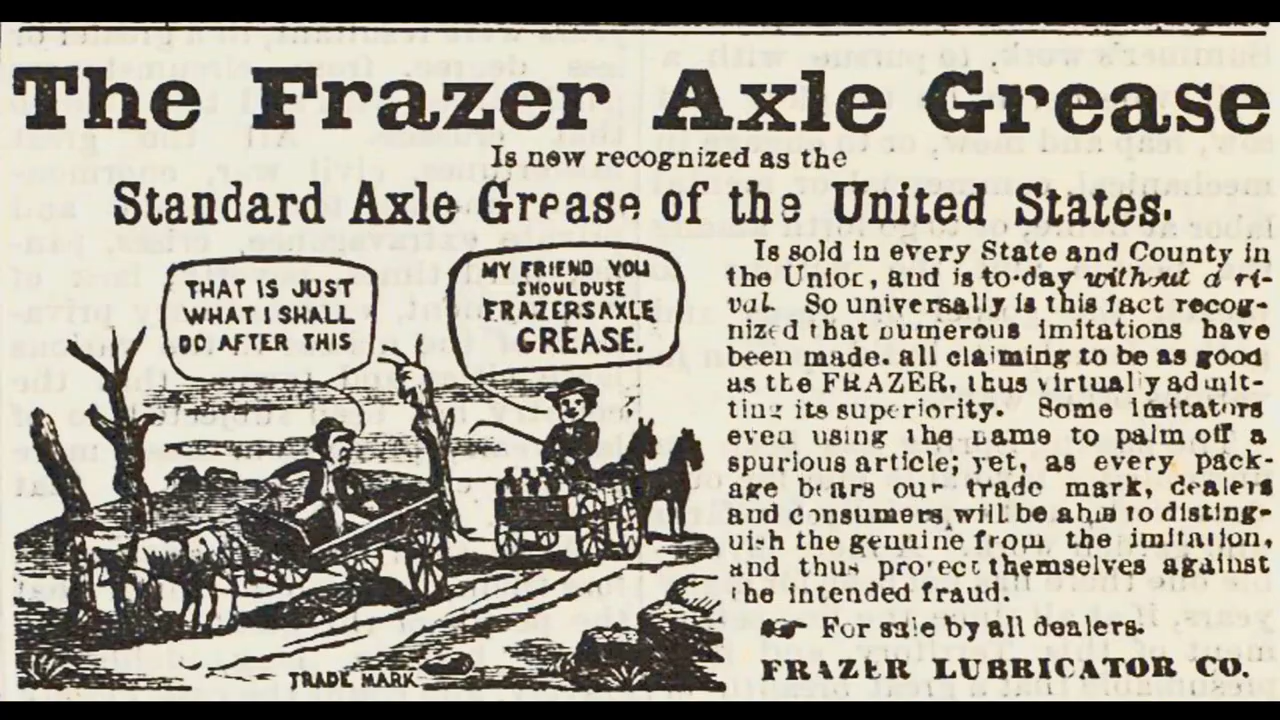 The Frazer Axle Grease
Is now recognized as the
Standard Axle Grease of the United States.
THAT IS JUST
WHAT I SHALL
DO AFTER THIS
MY FRIEND YOU
SHOULD USE
FRAZERS AXLE
GREASE.
TRADE MARK
Is sold in every State and County in
the Union, and is to-day without a ri-
val. So universally is this fact recog-
nized that numerous imitations have
been made, all claiming to be as good
as the FRAZER, thus virtually admit-
ting its superiority. Some imitators
even using the name to palm off a
spurious article; yet, as every pack-
age bears our trade mark, dealers
and consumers, will be able to disting-
uish the genuine from the imitation,
and thus protect themselves against
the intended fraud.
☞ For sale by all dealers.
FRAZER LUBRICATOR CO.